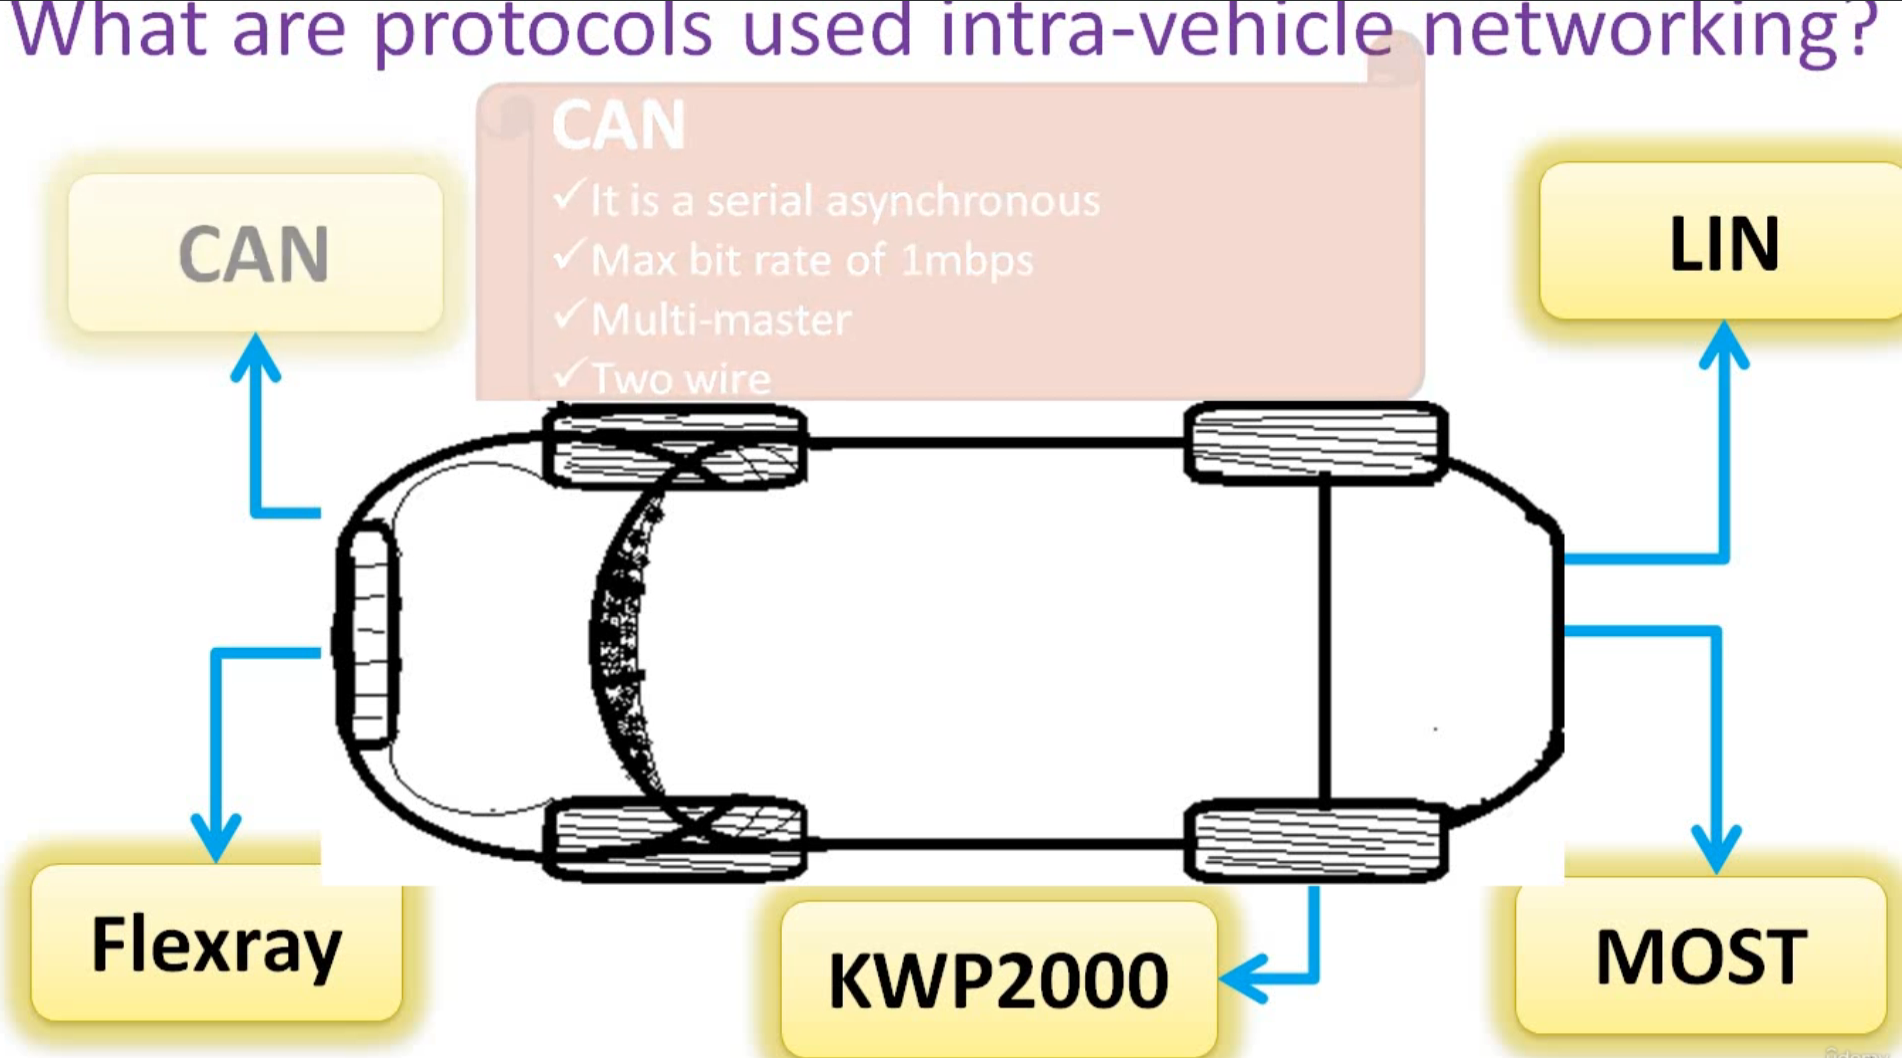 What are protocols used intra-vehicle networking?
CAN
✓It is a serial asynchronous
✓Max bit rate of 1mbps
✓Multi-master
✓Two wire
CAN
LIN
Flexray
KWP2000
MOST